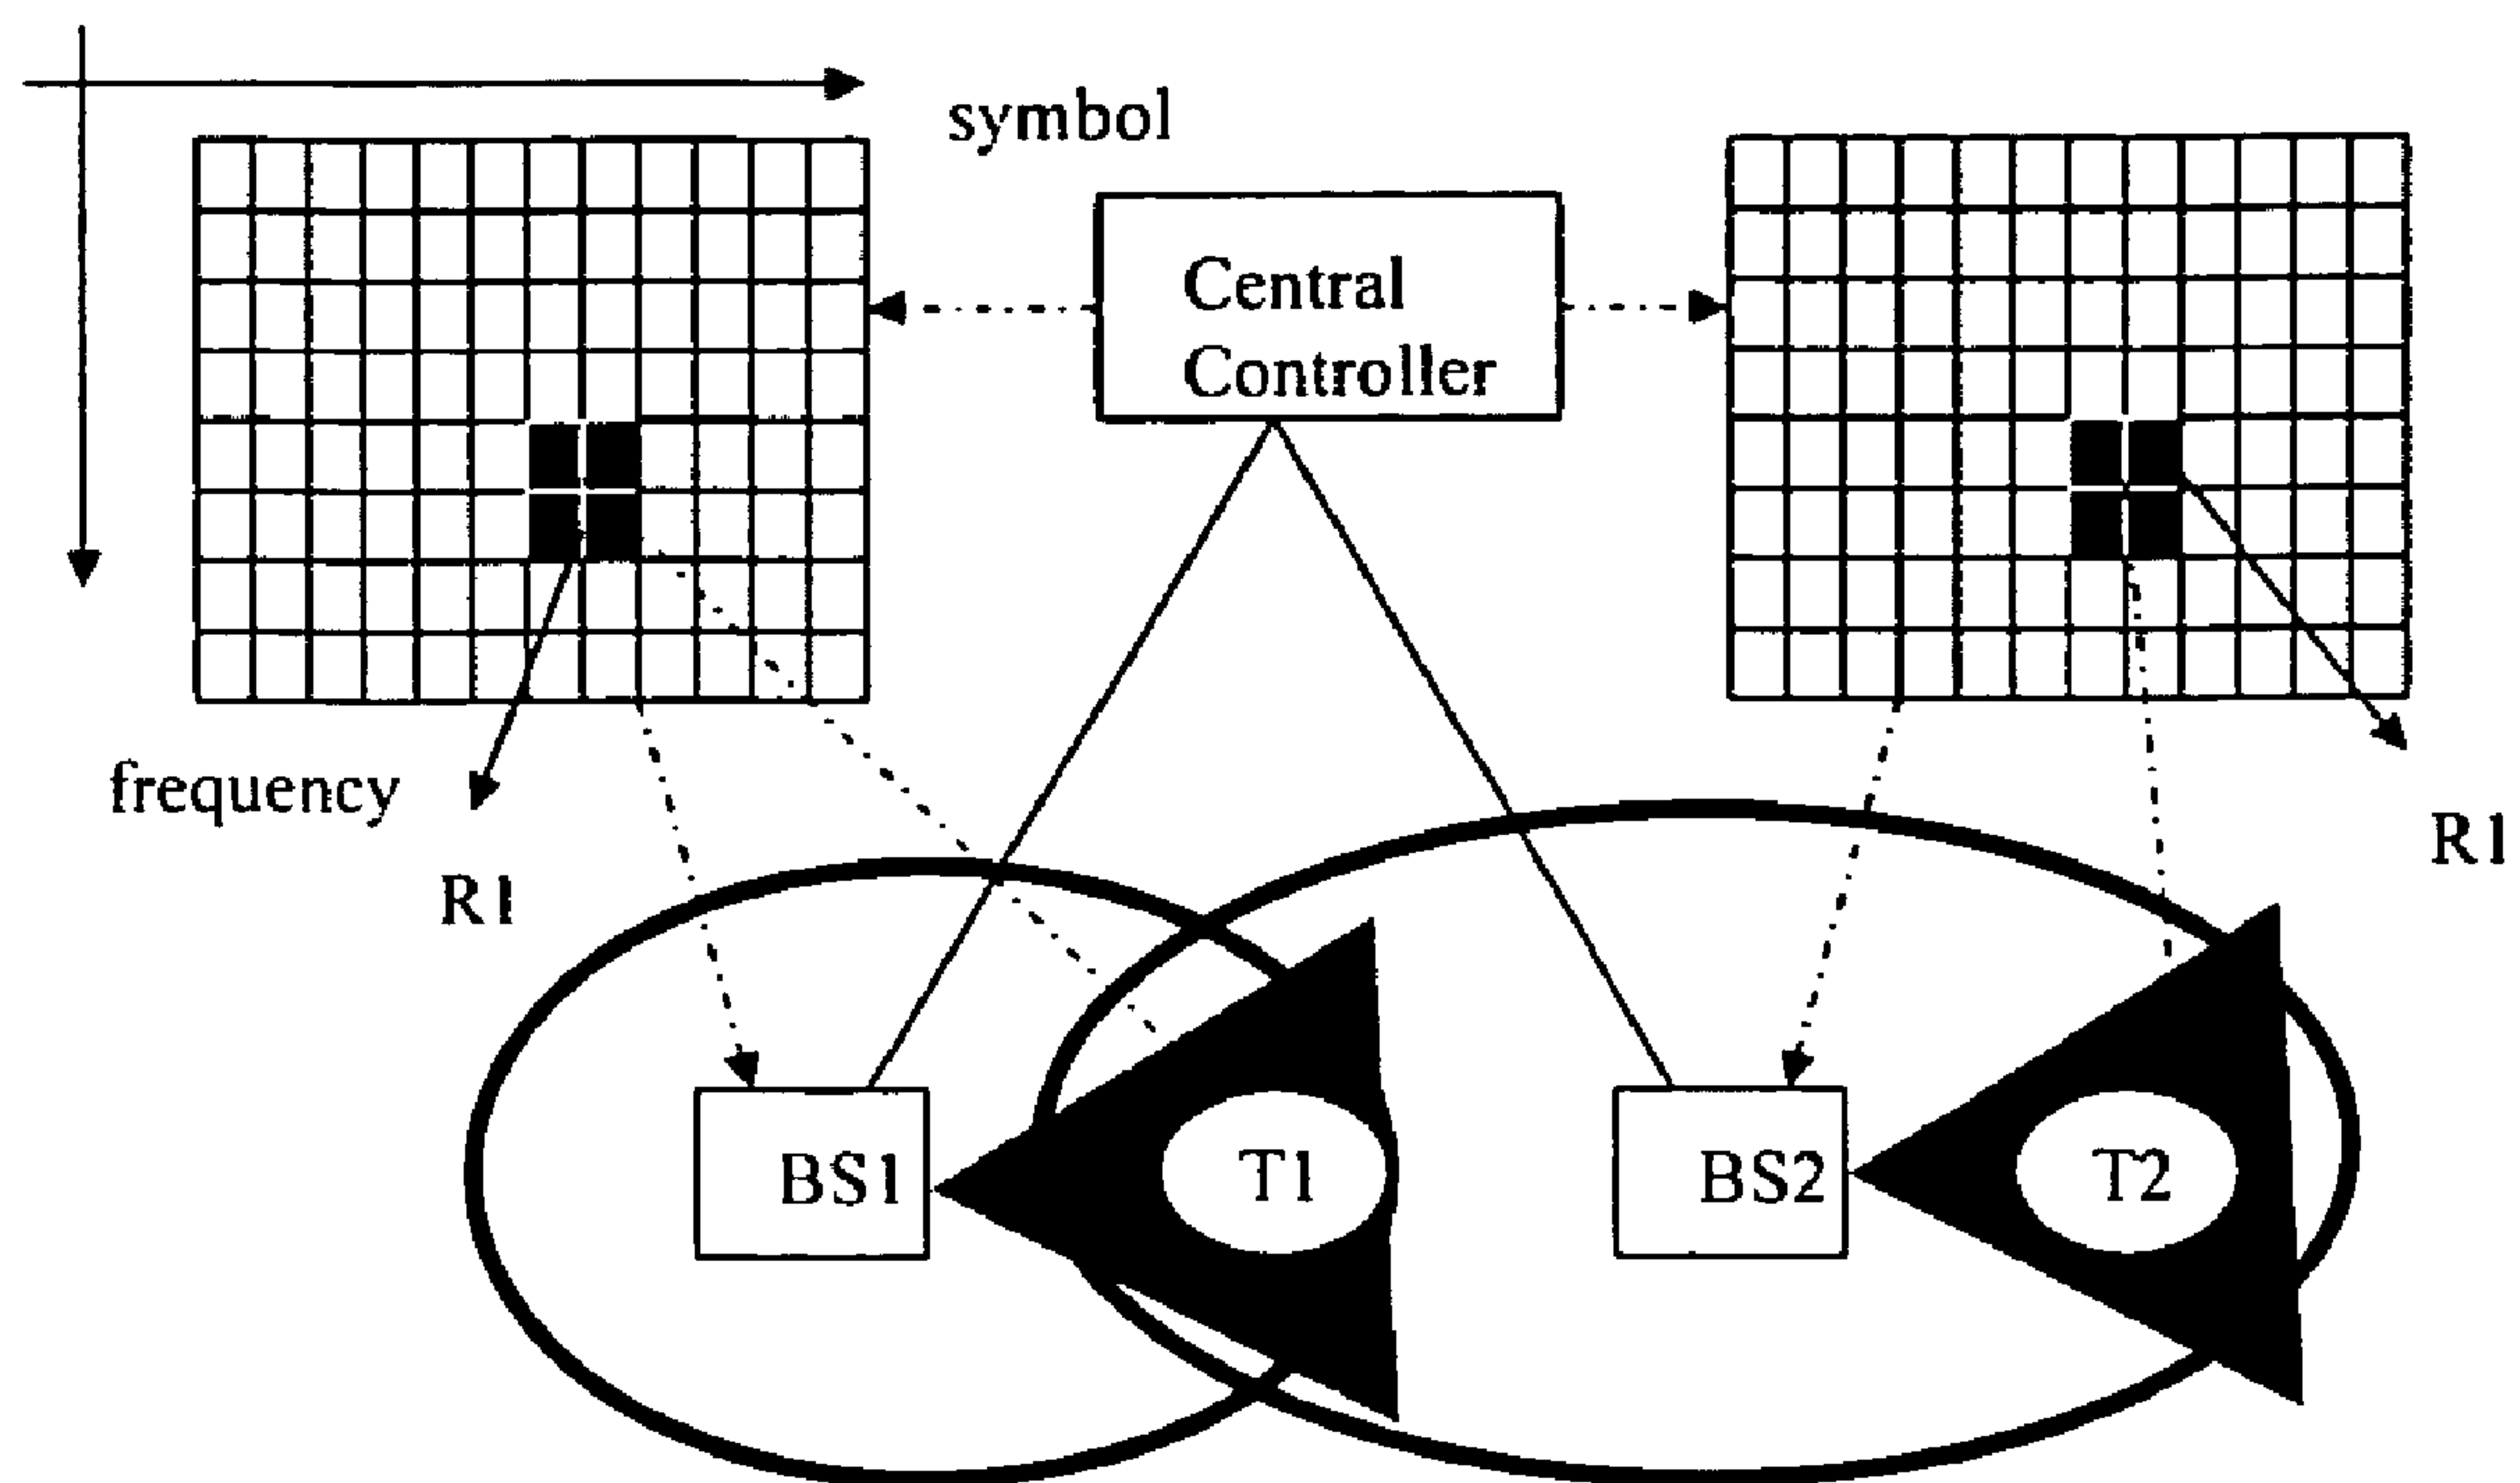 symbol
Central
Controller
frequency
R1
R1
BS1
T1
BS2
T2